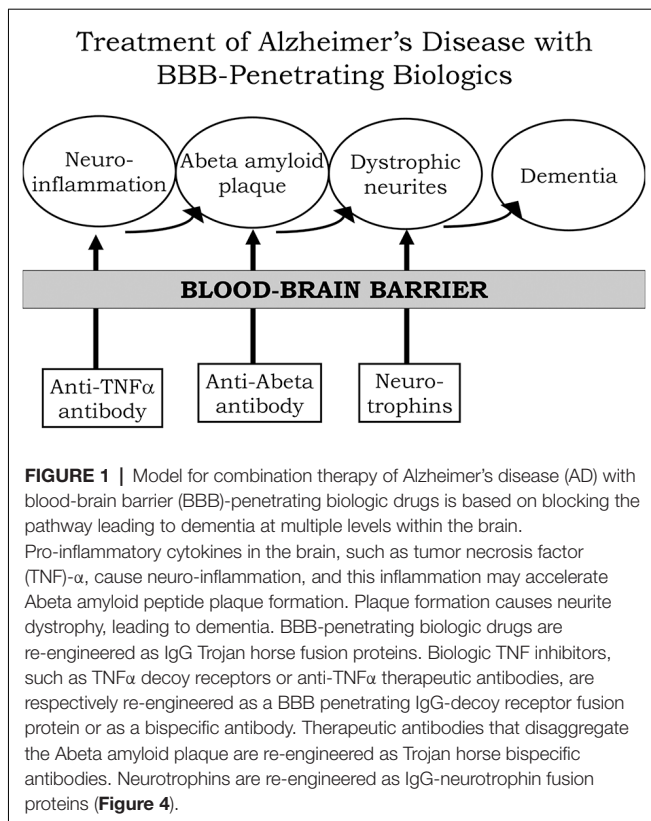 Treatment of Alzheimer's Disease with
BBB-Penetrating Biologics
Neuro-
inflammation
Abeta amyloid
plaque
Dystrophic
neurites
Dementia
BLOOD-BRAIN BARRIER
Anti-TNFα
antibody
Anti-Abeta
antibody
Neuro-
trophins
FIGURE 1 | Model for combination therapy of Alzheimer's disease (AD) with
blood-brain barrier (BBB)-penetrating biologic drugs is based on blocking the
pathway leading to dementia at multiple levels within the brain.
Pro-inflammatory cytokines in the brain, such as tumor necrosis factor
(TNF)-α, cause neuro-inflammation, and this inflammation may accelerate
Abeta amyloid peptide plaque formation. Plaque formation causes neurite
dystrophy, leading to dementia. BBB-penetrating biologic drugs are
re-engineered as IgG Trojan horse fusion proteins. Biologic TNF inhibitors,
such as TNFα decoy receptors or anti-TNFα therapeutic antibodies, are
respectively re-engineered as a BBB penetrating IgG-decoy receptor fusion
protein or as a bispecific antibody. Therapeutic antibodies that disaggregate
the Abeta amyloid plaque are re-engineered as Trojan horse bispecific
antibodies. Neurotrophins are re-engineered as IgG-neurotrophin fusion
proteins (Figure 4).